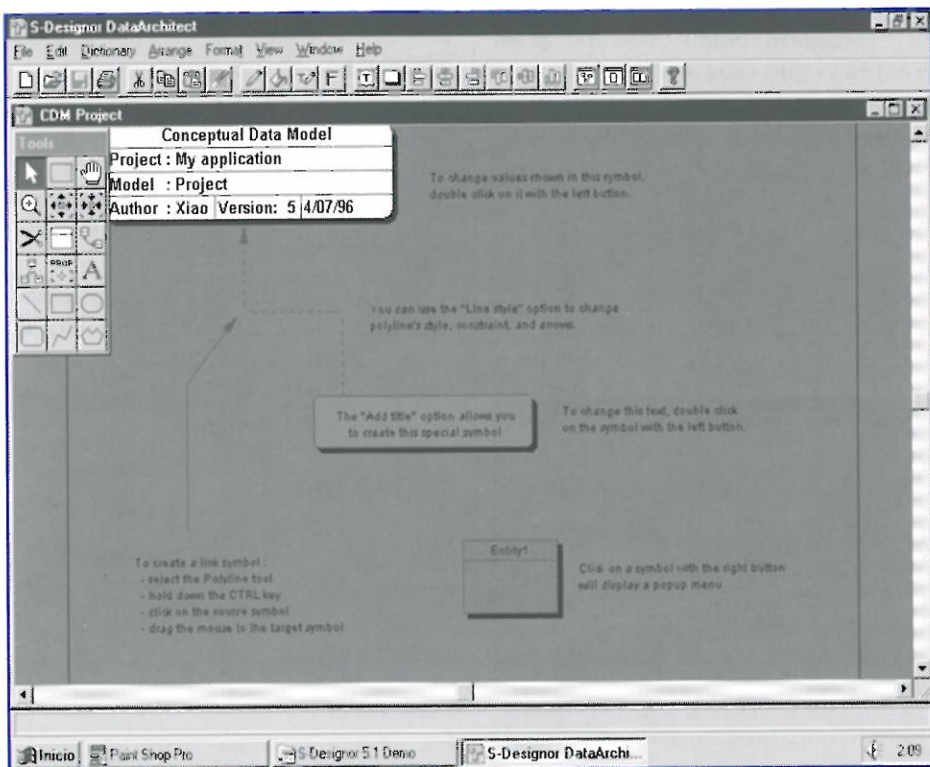 S-Designor DataArchitect
File Edit Dictionary Arrange Format View Window Help
CDM Project
Tools
Conceptual Data Model
Project : My application
Model : Project
Author : Xiao Version: 5 4/07/96
PROP
A
To change values shown in this symbol,
double click on it with the left button.
You can use the "Line style" option to change
polyline's style, constraint, and arrows.
The "Add title" option allows you
to create this special symbol
To change this text, double click
on the symbol with the left button.
To create a link symbol :
- select the Polyline tool
- hold down the CTRL key
- click on the source symbol
- drag the mouse to the target symbol
Entity1
Click on a symbol with the right button
will display a popup menu
Inicio Paint Shop Pro S-Designor 5.1 Demo S-Designor DataArchi... 2:09